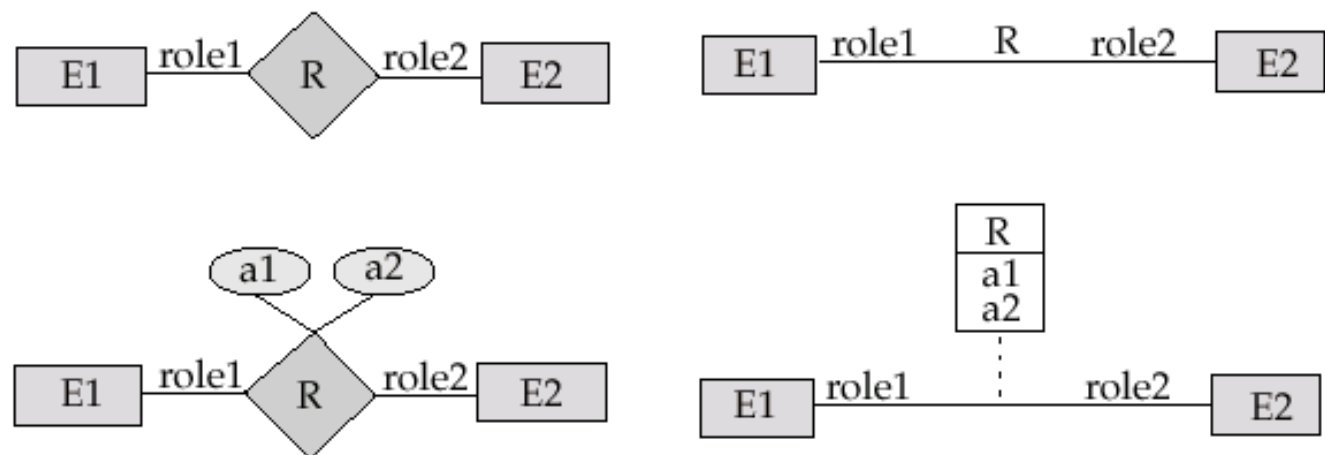 E1 role1 R role2 E2
E1 role1 R role2 E2
a1 a2
E1 role1 R role2 E2
R
a1
a2
E1 role1 role2 E2